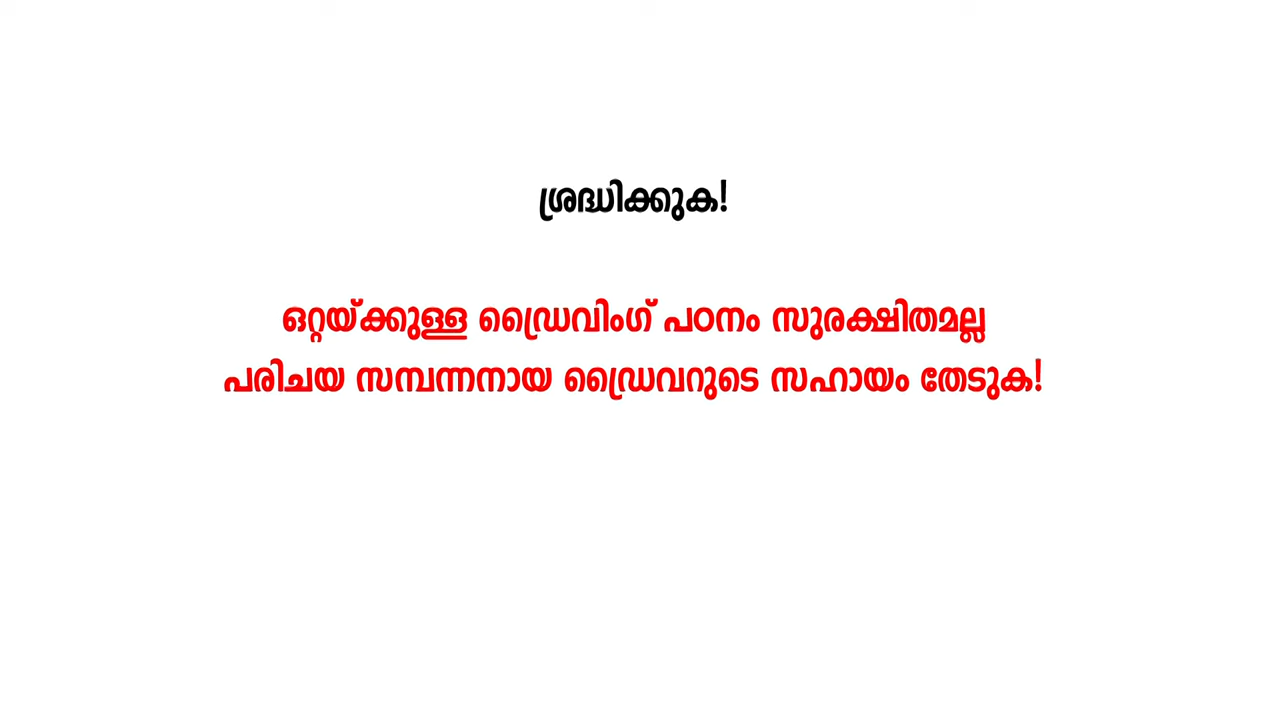 ശ്രദ്ധിക്കുക!
ഒറ്റയ്ക്കുള്ള ഡ്രൈവിംഗ് പഠനം സുരക്ഷിതമല്ല
പരിചയ സമ്പന്നനായ ഡ്രൈവറുടെ സഹായം തേടുക!